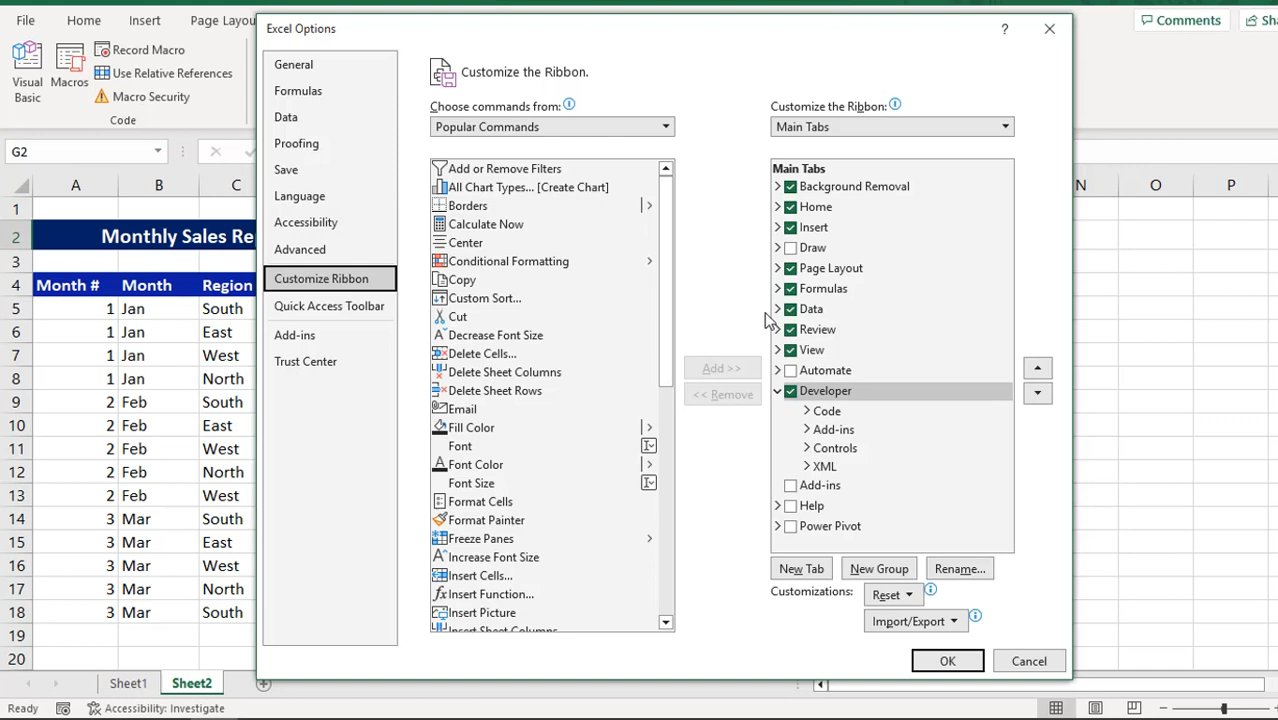 File Home Insert Page Layou
Comments Sha
Visual Basic
Macros
Record Macro
Use Relative References
Macro Security
Code
G2
A B C N O P
1
2 Monthly Sales Re
3
4 Month # Month Region
5 1 Jan South
6 1 Jan East
7 1 Jan West
8 1 Jan North
9 2 Feb South
10 2 Feb East
11 2 Feb West
12 2 Feb North
13 2 Feb West
14 3 Mar South
15 3 Mar East
16 3 Mar West
17 3 Mar North
18 3 Mar South
19
20
Sheet1 Sheet2
Ready Accessibility: Investigate
Excel Options ?
General
Formulas
Data
Proofing
Save
Language
Accessibility
Advanced
Customize Ribbon
Quick Access Toolbar
Add-ins
Trust Center
Customize the Ribbon.
Choose commands from:
Popular Commands
Add or Remove Filters
All Chart Types... [Create Chart]
Borders
Calculate Now
Center
Conditional Formatting
Copy
Custom Sort...
Cut
Decrease Font Size
Delete Cells...
Delete Sheet Columns
Delete Sheet Rows
Email
Fill Color
Font
Font Color
Font Size
Format Cells
Format Painter
Freeze Panes
Increase Font Size
Insert Cells...
Insert Function...
Insert Picture
Insert Sheet Columns
Add >>
<< Remove
Customize the Ribbon:
Main Tabs
Main Tabs
Background Removal
Home
Insert
Draw
Page Layout
Formulas
Data
Review
View
Automate
Developer
Code
Add-ins
Controls
XML
Add-ins
Help
Power Pivot
New Tab New Group Rename...
Customizations: Reset
Import/Export
OK Cancel